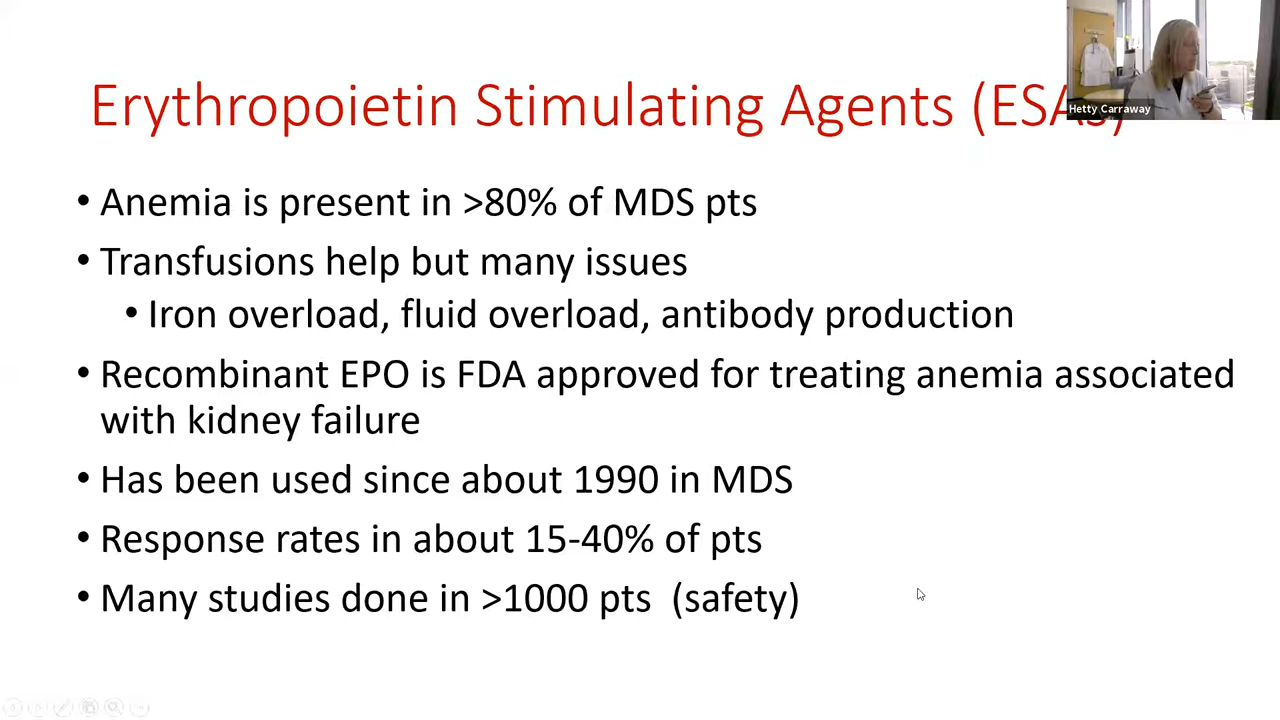 Erythropoietin Stimulating Agents (ESAs)
Hetty Carraway
• Anemia is present in >80% of MDS pts
• Transfusions help but many issues
• Iron overload, fluid overload, antibody production
• Recombinant EPO is FDA approved for treating anemia associated
with kidney failure
• Has been used since about 1990 in MDS
• Response rates in about 15-40% of pts
• Many studies done in >1000 pts (safety)